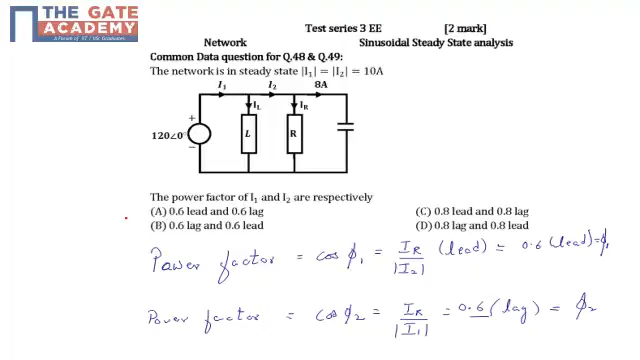 THE GATE
ACADEMY
A Forum of IIT / IISc Graduates
Test series 3 EE [2 mark]
Network Sinusoidal Steady State analysis
Common Data question for Q.48 & Q.49:
The network is in steady state |I₁| = |I₂| = 10A
I₁ I₂ 8A
I_L I_R
120∠0° L R
The power factor of I₁ and I₂ are respectively
(A) 0.6 lead and 0.6 lag (C) 0.8 lead and 0.8 lag
(B) 0.6 lag and 0.6 lead (D) 0.8 lag and 0.8 lead
Power factor = cos ϕ₁ = I_R/|I₂| (lead) = 0.6 (lead) = ϕ₁
Power factor = cos ϕ₂ = I_R/|I₁| = 0.6 (lag) = ϕ₂